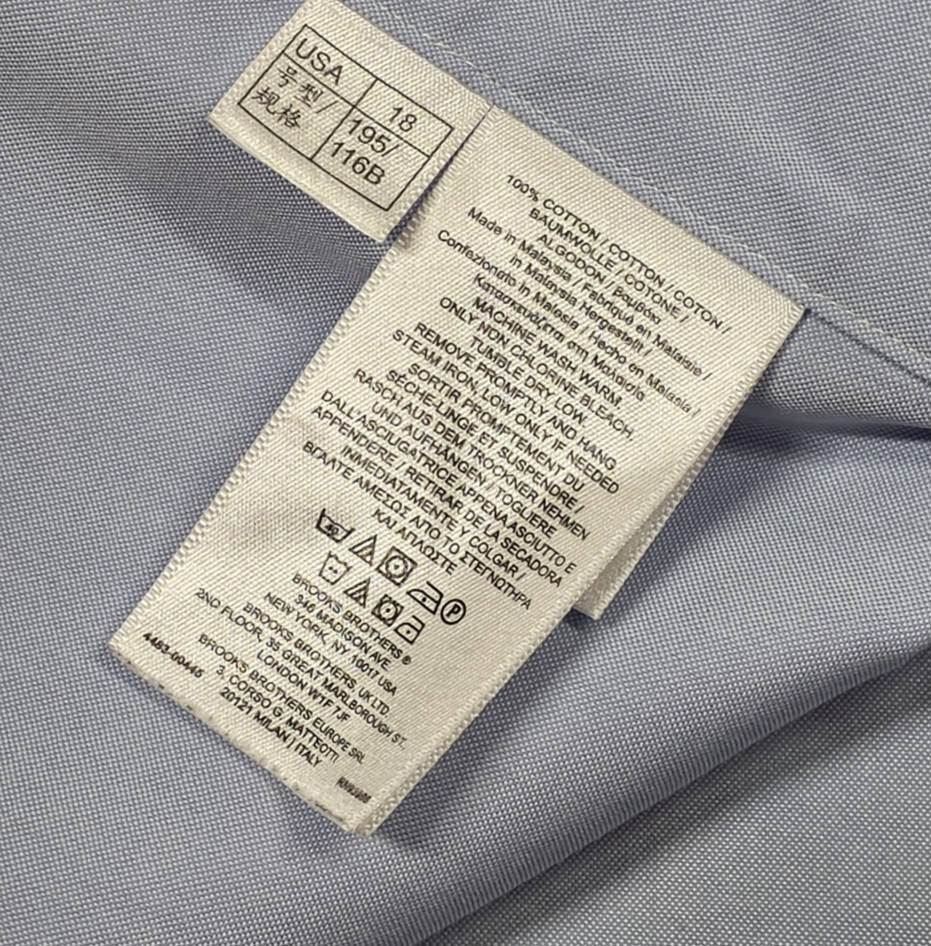 USA
18
号型/
规格
195/
116B
100% COTTON / COTTON / COTON /
BAUMWOLLE / COTONE /
ALGODON / βαμβακι
Made in Malaysia / Fabriqué en Malaisie /
in Malaysia Hergestellt /
Confezionato in Malesia / Hecho en Malasia /
Κατασκευάζεται στη Μαλαισία
MACHINE WASH WARM.
ONLY NON CHLORINE BLEACH.
TUMBLE DRY LOW.
REMOVE PROMPTLY AND HANG.
STEAM IRON, LOW ONLY IF NEEDED
SORTIR PROMPTEMENT DU
SÈCHE-LINGE ET SUSPENDRE /
RASCH AUS DEM TROCKNER NEHMEN
UND AUFHÄNGEN / TOGLIERE
DALL'ASCIUGATRICE APPENA ASCIUTTO E
APPENDERE / RETIRAR DE LA SECADORA
INMEDIATAMENTE Y COLGAR /
ΒΓΑΛΤΕ ΑΜΕΣΩΣ ΑΠΟ ΤΟ ΣΤΕΓΝΩΤΗΡΑ
ΚΑΙ ΑΠΛΩΣΤΕ
P
BROOKS BROTHERS ®
346 MADISON AVE
NEW YORK, NY 10017 USA
BROOKS BROTHERS UK LTD.
2ND FLOOR, 35 GREAT MARLBOROUGH ST.
LONDON W1F 7JF
BROOKS BROTHERS EUROPE SRL
3, CORSO G. MATTEOTTI
20121 MILAN | ITALY